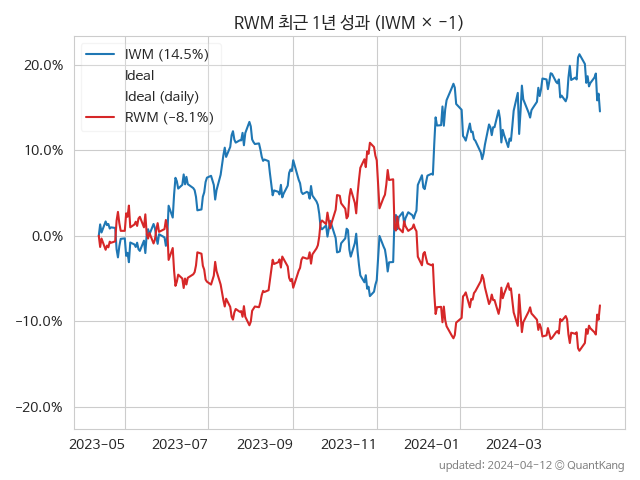 RWM 최근 1년 성과 (IWM × −1)
IWM (14.5%)
Ideal
Ideal (daily)
RWM (−8.1%)
20.0%
10.0%
0.0%
−10.0%
−20.0%
2023-05 2023-07 2023-09 2023-11 2024-01 2024-03
updated: 2024-04-12 © QuantKang